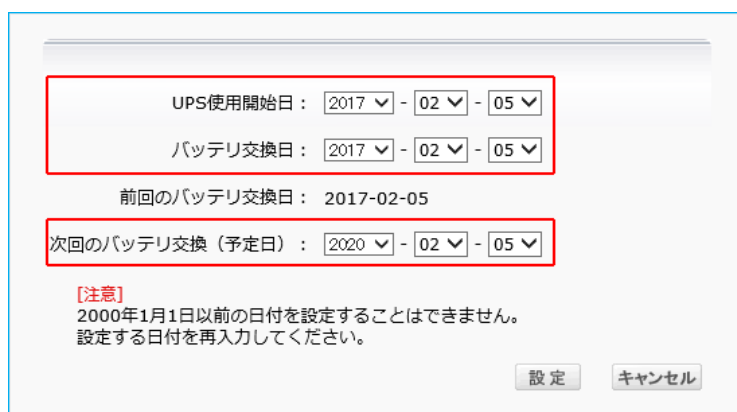 UPS使用開始日： 2017 - 02 - 05
バッテリ交換日： 2017 - 02 - 05
前回のバッテリ交換日： 2017-02-05
次回のバッテリ交換（予定日）： 2020 - 02 - 05
[注意]
2000年1月1日以前の日付を設定することはできません。
設定する日付を再入力してください。
設定 キャンセル